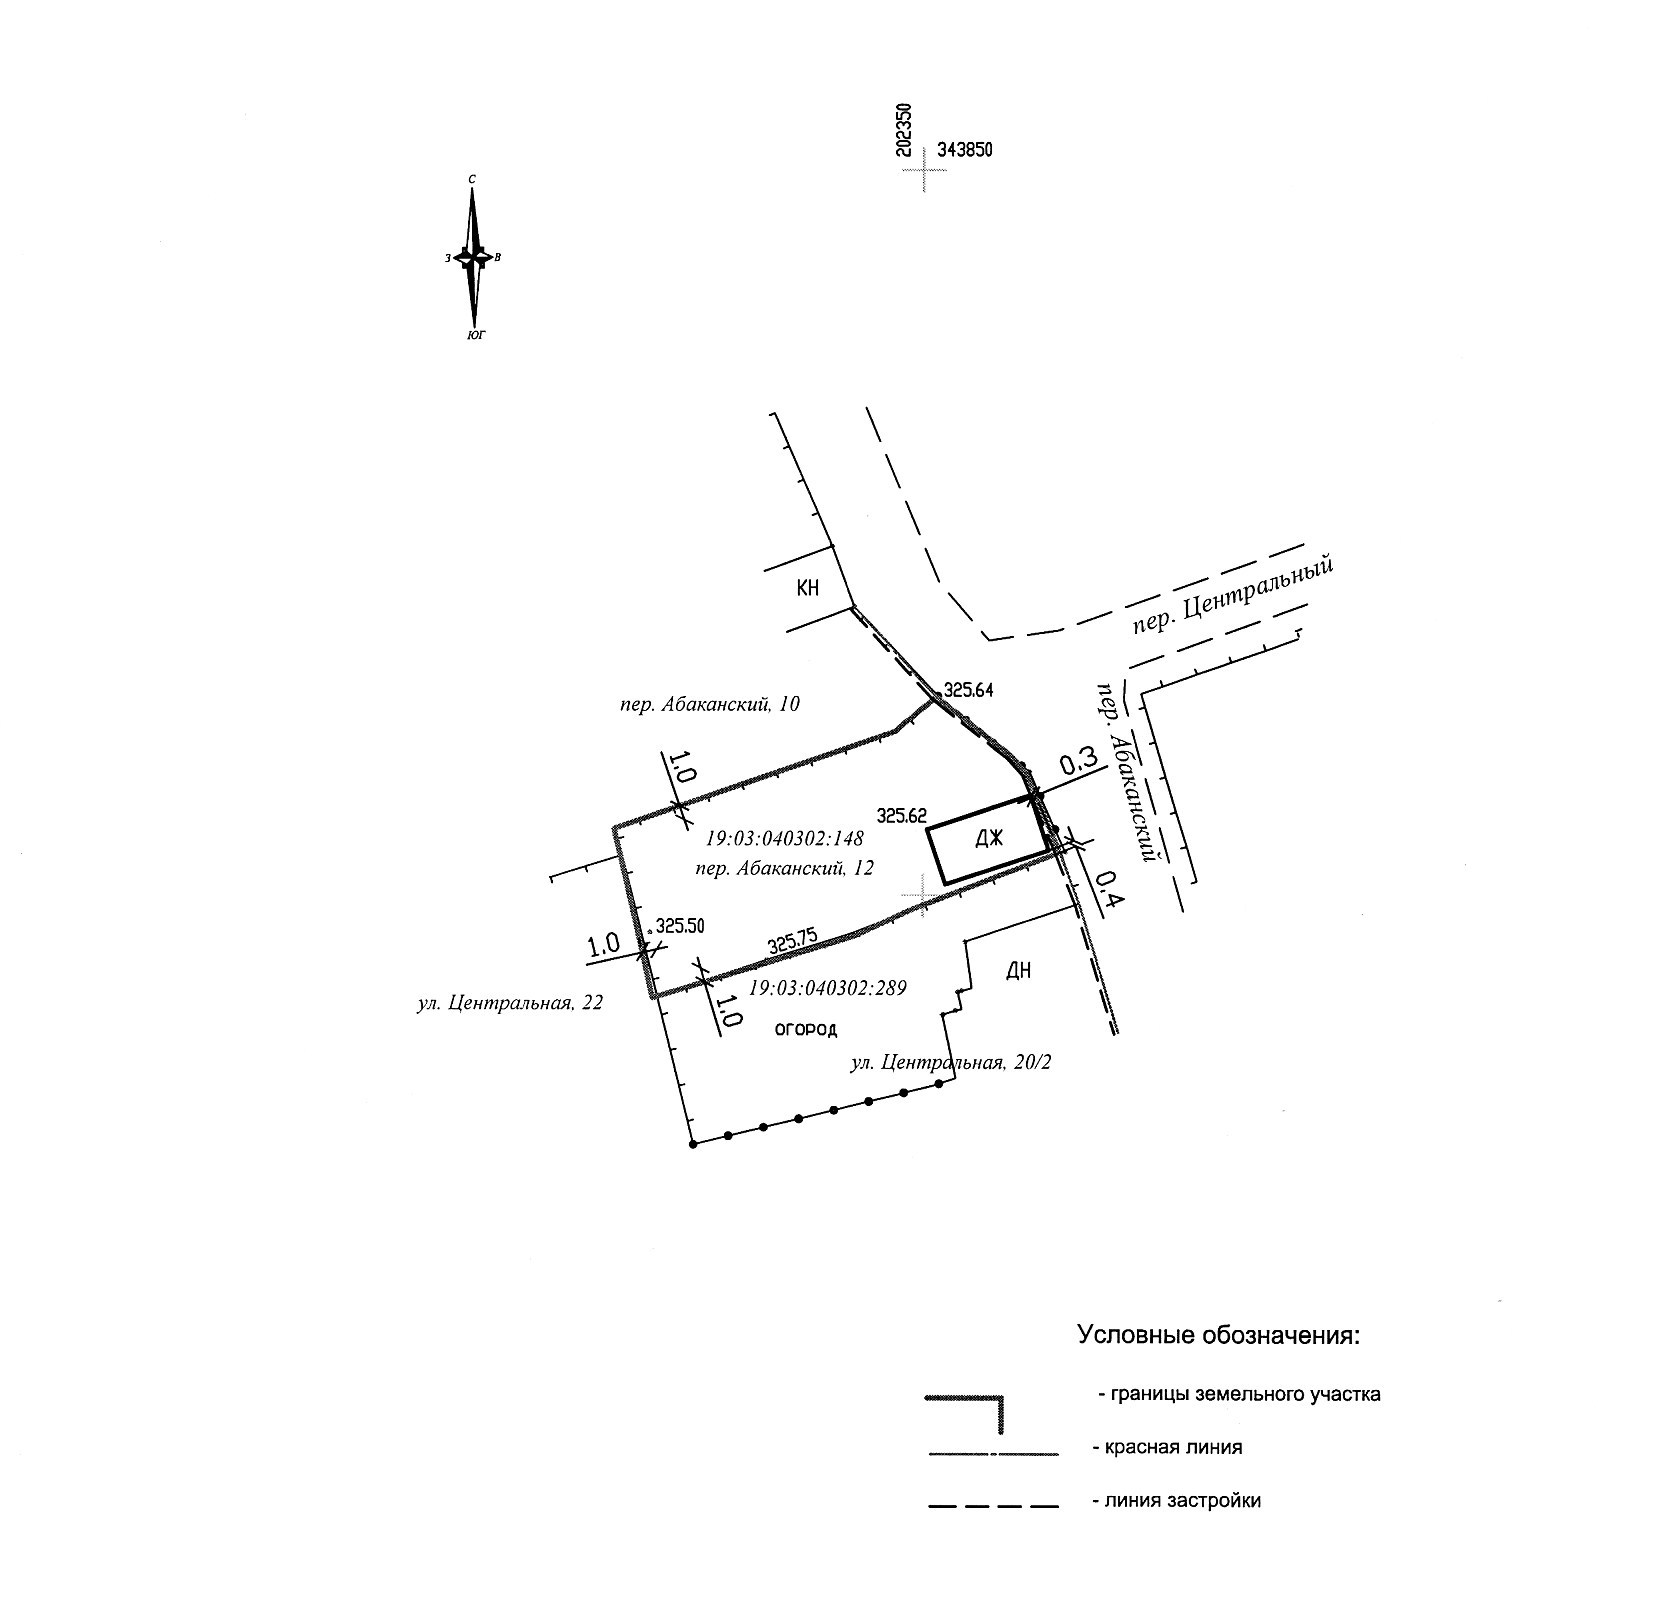 202350
343850
С
З
В
ЮГ
КН
пер. Центральный
325.64
пер. Абаканский, 10
пер. Абаканский
1.0
0.3
325.62
19:03:040302:148
ДЖ
пер. Абаканский, 12
0.4
325.50
1.0
325.75
ДН
19:03:040302:289
ул. Центральная, 22
1.0
ОГОРОД
ул. Центральная, 20/2
Условные обозначения:
- границы земельного участка
- красная линия
- линия застройки